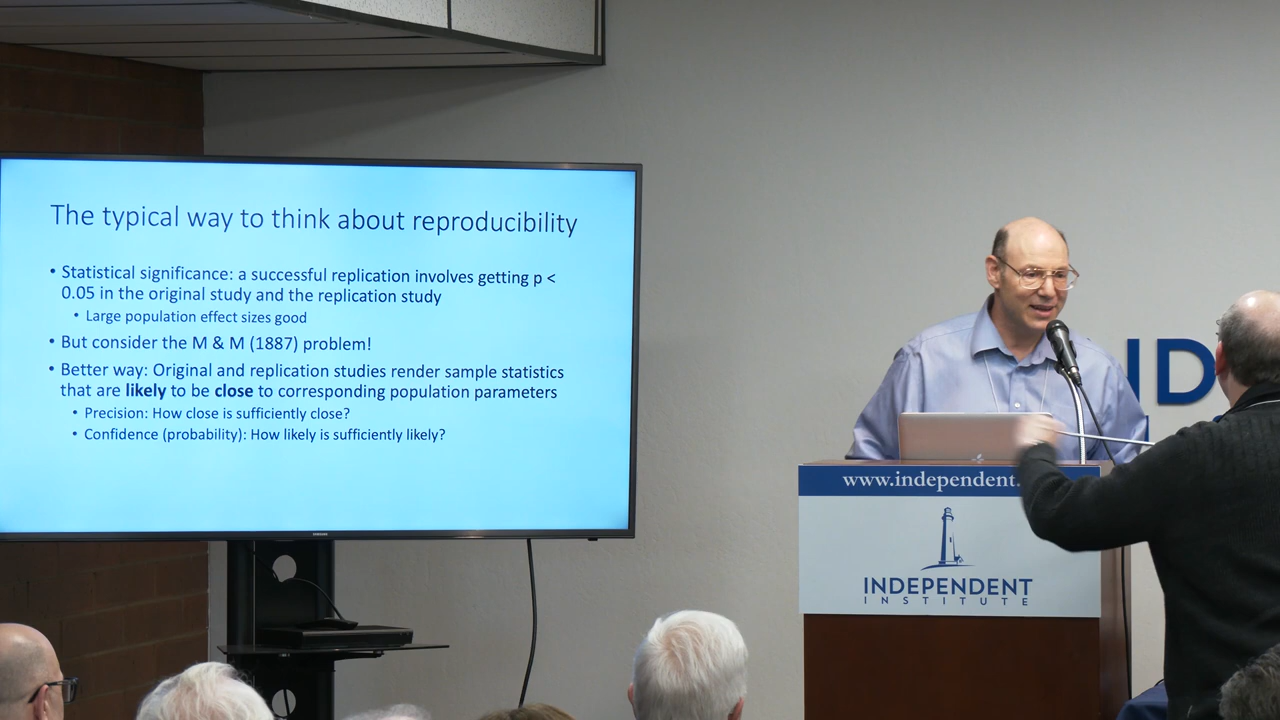 The typical way to think about reproducibility
• Statistical significance: a successful replication involves getting p <
0.05 in the original study and the replication study
• Large population effect sizes good
• But consider the M & M (1887) problem!
• Better way: Original and replication studies render sample statistics
that are likely to be close to corresponding population parameters
• Precision: How close is sufficiently close?
• Confidence (probability): How likely is sufficiently likely?
SAMSUNG
ND
www.independent.
INDEPENDENT
INSTITUTE